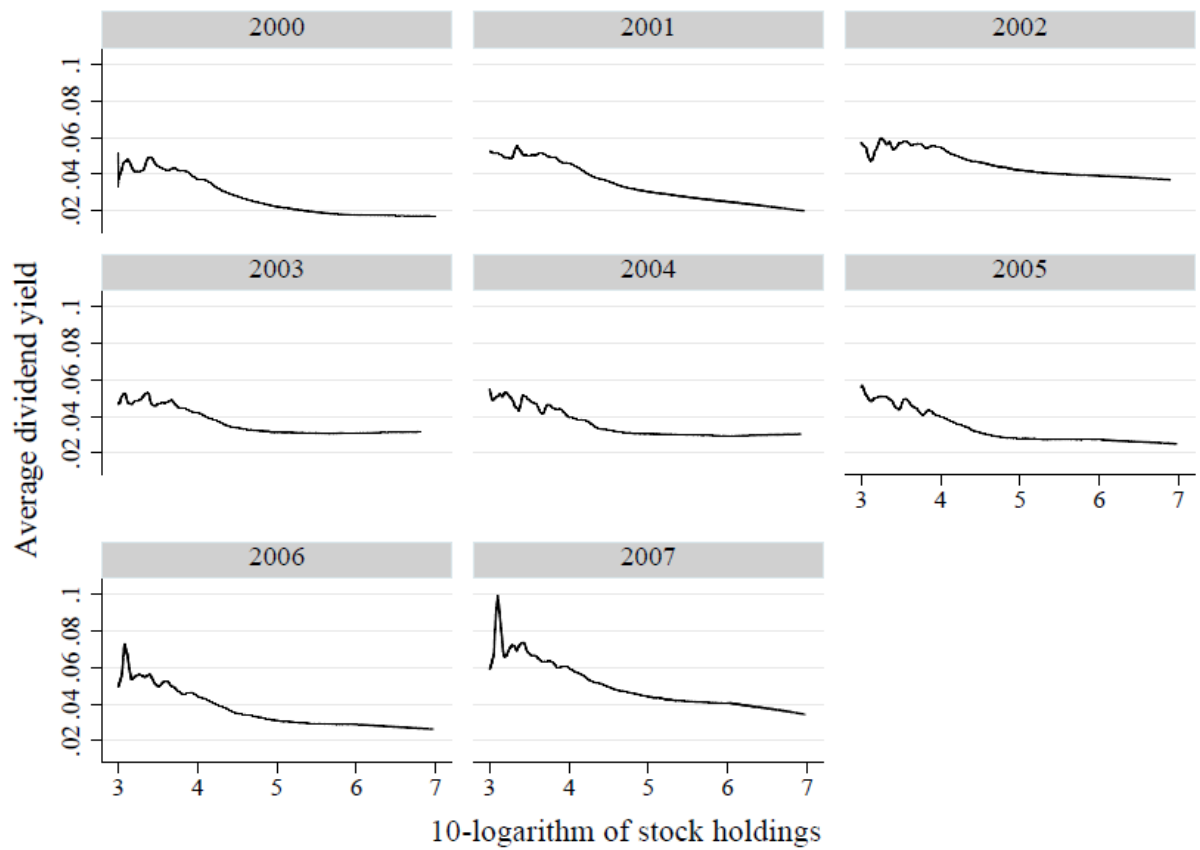 2000 2001 2002
.02 .04 .06 .08 .1
2003 2004 2005
.02 .04 .06 .08 .1
3 4 5 6 7
2006 2007
.02 .04 .06 .08 .1
3 4 5 6 7 3 4 5 6 7
Average dividend yield
10-logarithm of stock holdings